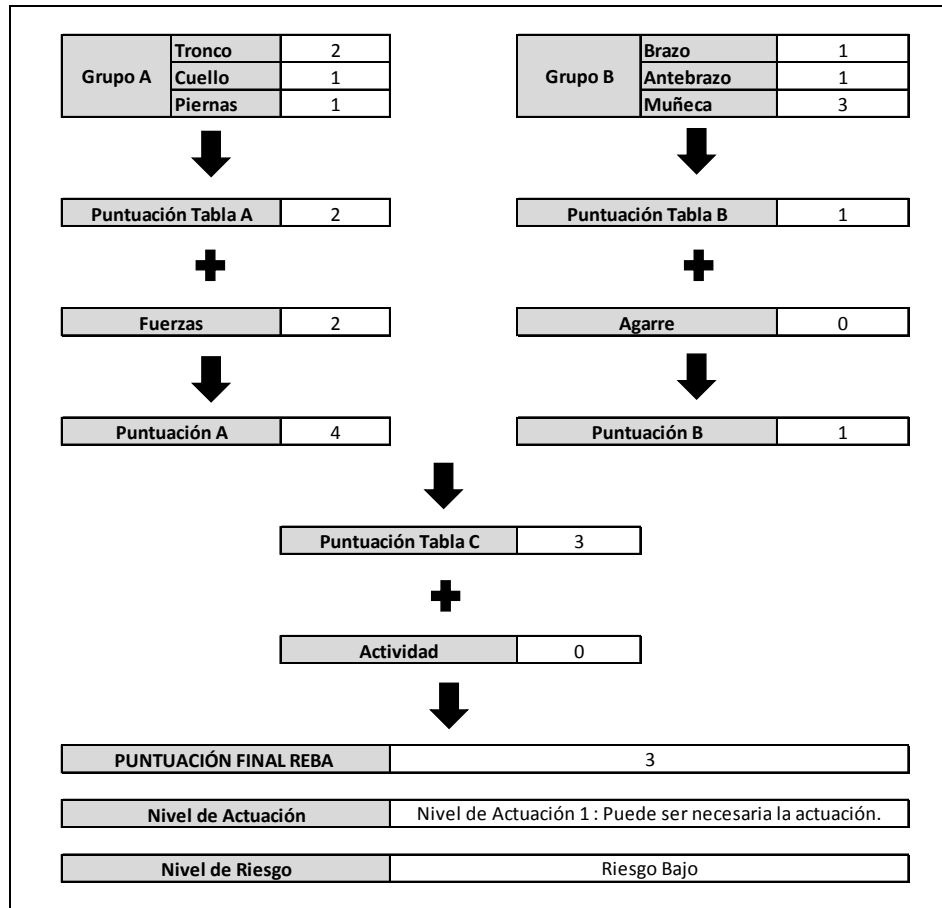 Grupo A
Tronco 2
Cuello 1
Piernas 1
Grupo B
Brazo 1
Antebrazo 1
Muñeca 3
Puntuación Tabla A 2
Puntuación Tabla B 1
Fuerzas 2
Agarre 0
Puntuación A 4
Puntuación B 1
Puntuación Tabla C 3
Actividad 0
PUNTUACIÓN FINAL REBA 3
Nivel de Actuación Nivel de Actuación 1 : Puede ser necesaria la actuación.
Nivel de Riesgo Riesgo Bajo